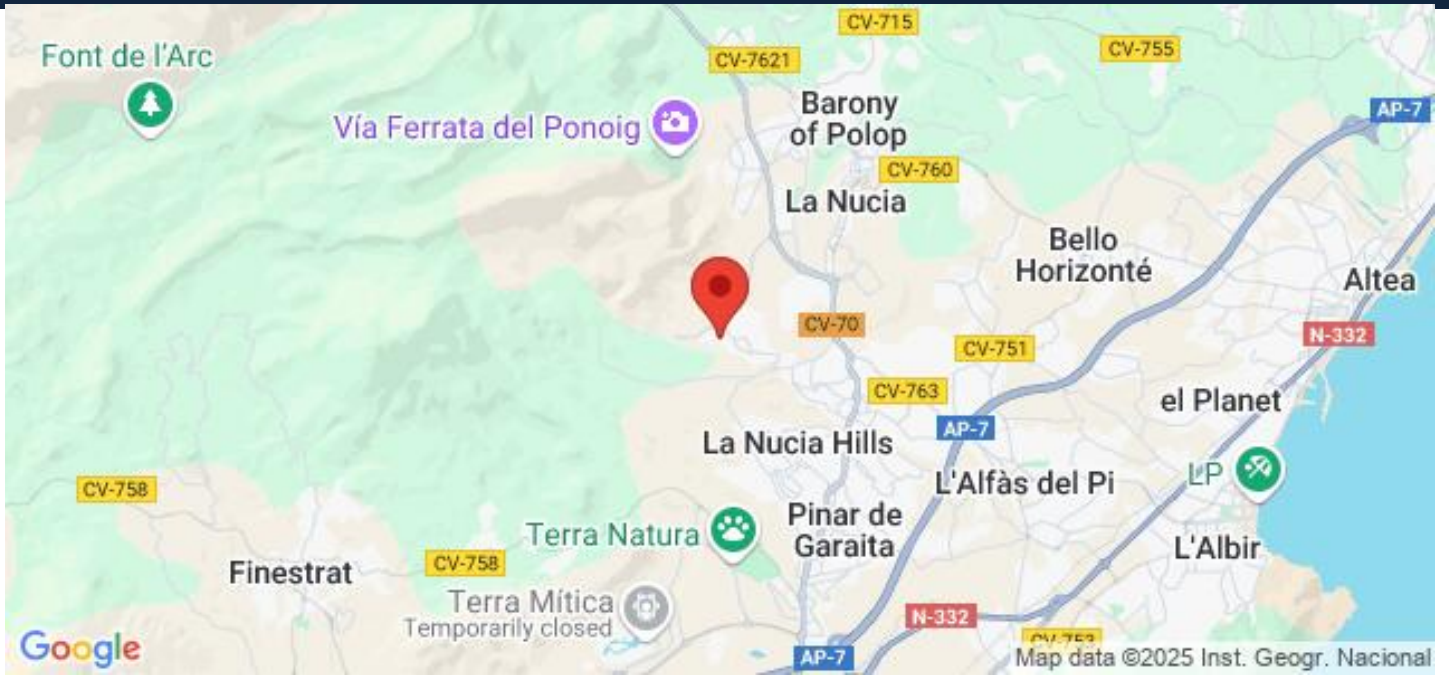 CV-715
Font de l'Arc
CV-7621
CV-755
Barony
of Polop
AP-7
Vía Ferrata del Ponoig
CV-760
La Nucia
Bello
Horizonté
Altea
CV-70
N-332
CV-751
CV-763
el Planet
AP-7
La Nucia Hills
LP
L'Alfàs del Pi
CV-758
Terra Natura
Pinar de
Garaita
L'Albir
Finestrat
CV-758
Terra Mítica
Temporarily closed
N-332
CV-753
Google
AP-7
Map data ©2025 Inst. Geogr. Nacional